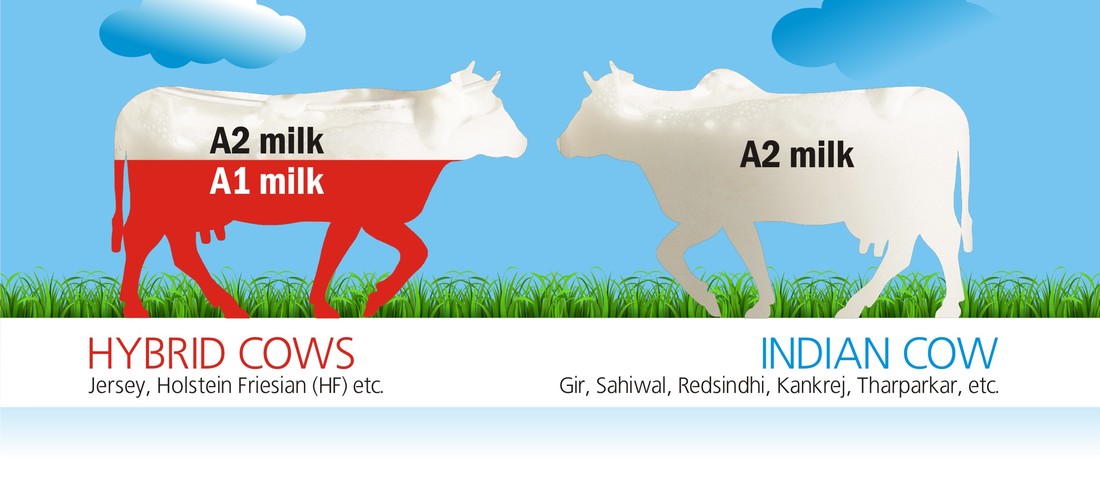 A2 milk
A1 milk
A2 milk
HYBRID COWS
Jersey, Holstein Friesian (HF) etc.
INDIAN COW
Gir, Sahiwal, Redsindhi, Kankrej, Tharparkar, etc.